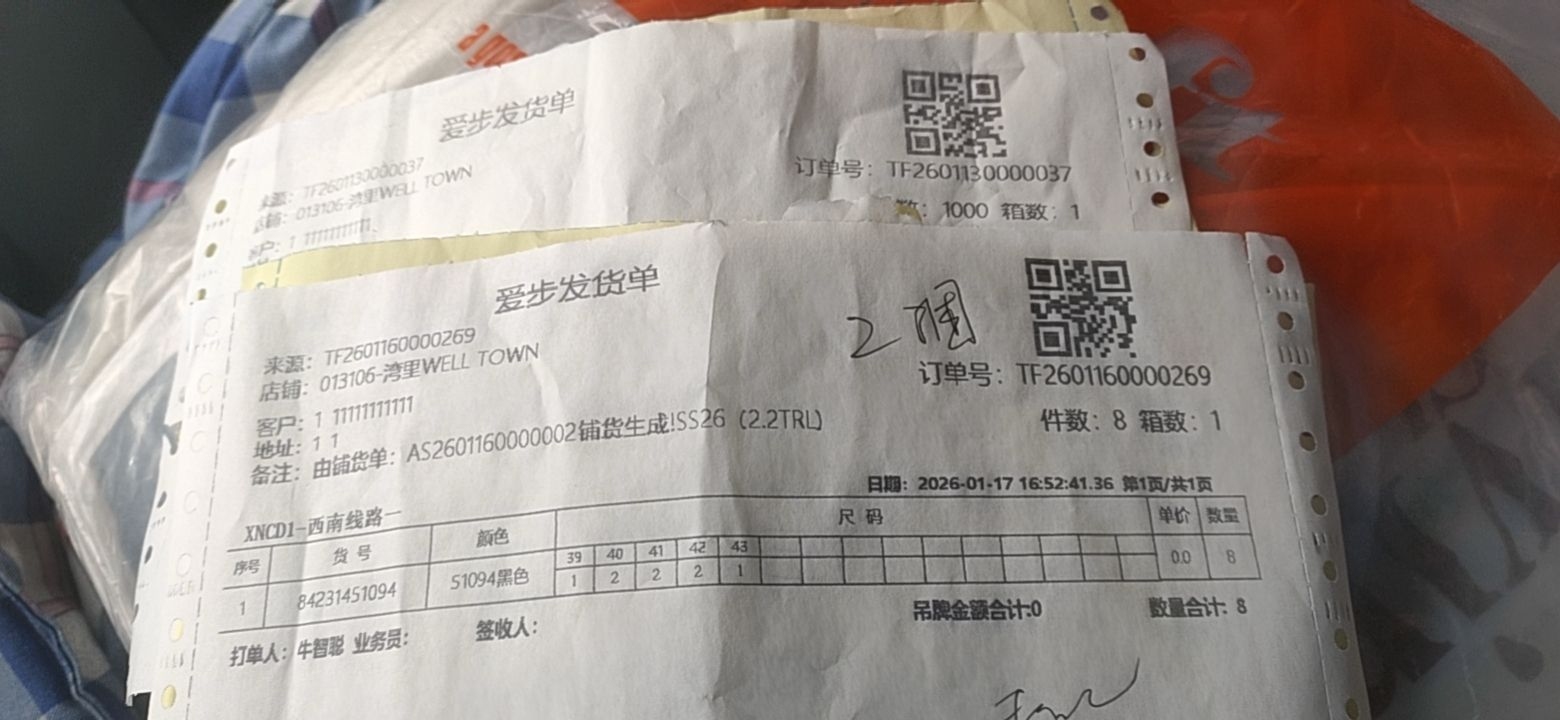 爱步发货单
来源：TF2601130000037
店铺：013106-湾里WELL TOWN
客户：1 11111111111
订单号：TF2601130000037
数：1000 箱数：1
爱步发货单
2捆
来源：TF2601160000269
店铺：013106-湾里WELL TOWN
客户：1 11111111111
地址：1 1
备注：由铺货单：AS2601160000002铺货生成!SS26（2.2TRL）
订单号：TF2601160000269
件数：8 箱数：1
日期：2026-01-17 16:52:41.36 第1页/共1页
XNCD1-西南线路一
序号 货号 颜色 尺码 单价 数量
39 40 41 42 43
1 84231451094 51094黑色 1 2 2 2 1 0.0 8
吊牌金额合计:0 数量合计: 8
打单人：牛智聪 业务员： 签收人：